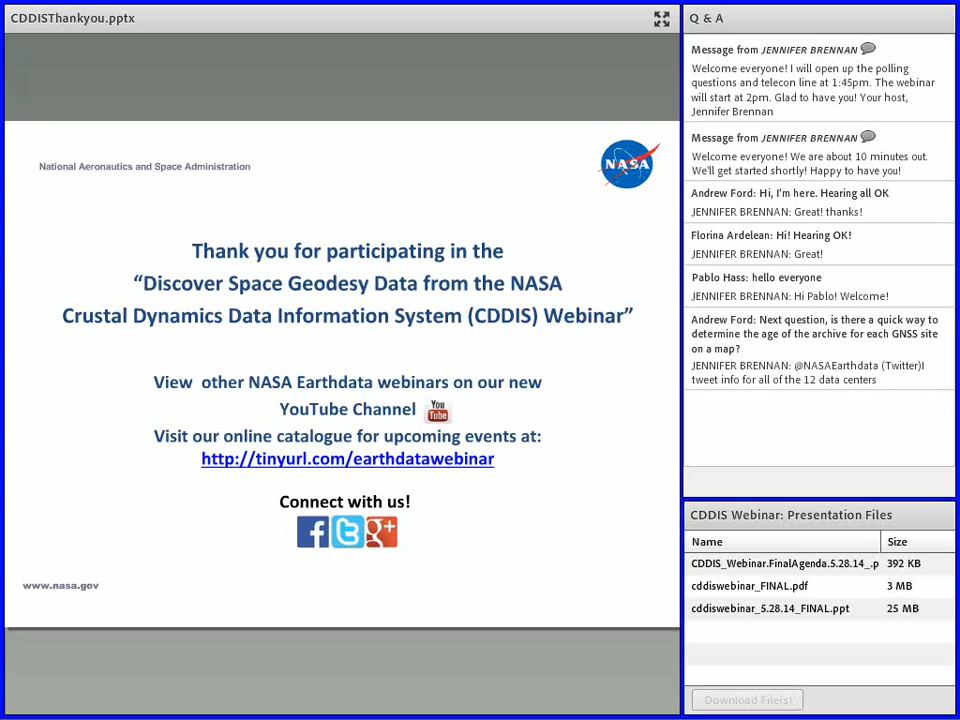 CDDISThankyou.pptx
National Aeronautics and Space Administration
NASA
Thank you for participating in the
“Discover Space Geodesy Data from the NASA
Crustal Dynamics Data Information System (CDDIS) Webinar”
View other NASA Earthdata webinars on our new
YouTube Channel You Tube
Visit our online catalogue for upcoming events at:
http://tinyurl.com/earthdatawebinar
Connect with us!
www.nasa.gov
Q & A
Message from JENNIFER BRENNAN
Welcome everyone! I will open up the polling
questions and telecon line at 1:45pm. The webinar
will start at 2pm. Glad to have you! Your host,
Jennifer Brennan
Message from JENNIFER BRENNAN
Welcome everyone! We are about 10 minutes out.
We'll get started shortly! Happy to have you!
Andrew Ford: Hi, I'm here. Hearing all OK
JENNIFER BRENNAN: Great! thanks!
Florina Ardelean: Hi! Hearing OK!
JENNIFER BRENNAN: Great!
Pablo Hass: hello everyone
JENNIFER BRENNAN: Hi Pablo! Welcome!
Andrew Ford: Next question, is there a quick way to
determine the age of the archive for each GNSS site
on a map?
JENNIFER BRENNAN: @NASAEarthdata (Twitter)I
tweet info for all of the 12 data centers
CDDIS Webinar: Presentation Files
Name Size
CDDIS_Webinar.FinalAgenda.5.28.14_.p 392 KB
cddiswebinar_FINAL.pdf 3 MB
cddiswebinar_5.28.14_FINAL.ppt 25 MB
Download File(s)